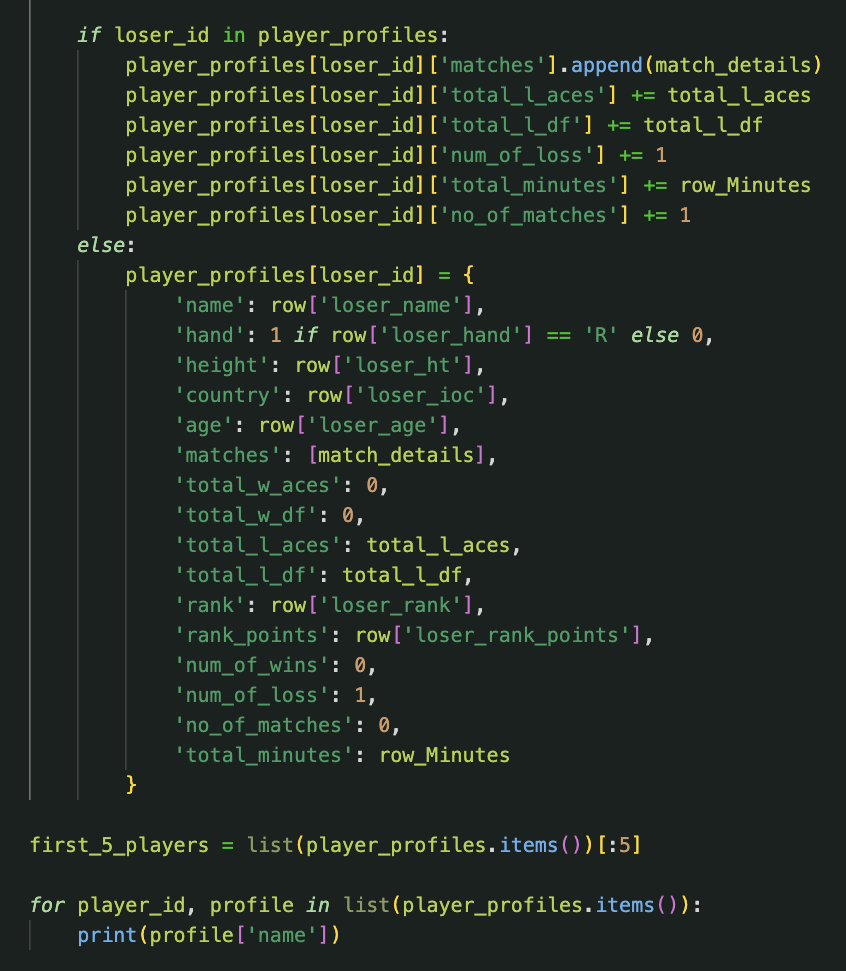 if loser_id in player_profiles:
player_profiles[loser_id]['matches'].append(match_details)
player_profiles[loser_id]['total_l_aces'] += total_l_aces
player_profiles[loser_id]['total_l_df'] += total_l_df
player_profiles[loser_id]['num_of_loss'] += 1
player_profiles[loser_id]['total_minutes'] += row_Minutes
player_profiles[loser_id]['no_of_matches'] += 1
else:
player_profiles[loser_id] = {
'name': row['loser_name'],
'hand': 1 if row['loser_hand'] == 'R' else 0,
'height': row['loser_ht'],
'country': row['loser_ioc'],
'age': row['loser_age'],
'matches': [match_details],
'total_w_aces': 0,
'total_w_df': 0,
'total_l_aces': total_l_aces,
'total_l_df': total_l_df,
'rank': row['loser_rank'],
'rank_points': row['loser_rank_points'],
'num_of_wins': 0,
'num_of_loss': 1,
'no_of_matches': 0,
'total_minutes': row_Minutes
}
first_5_players = list(player_profiles.items())[:5]
for player_id, profile in list(player_profiles.items()):
print(profile['name'])